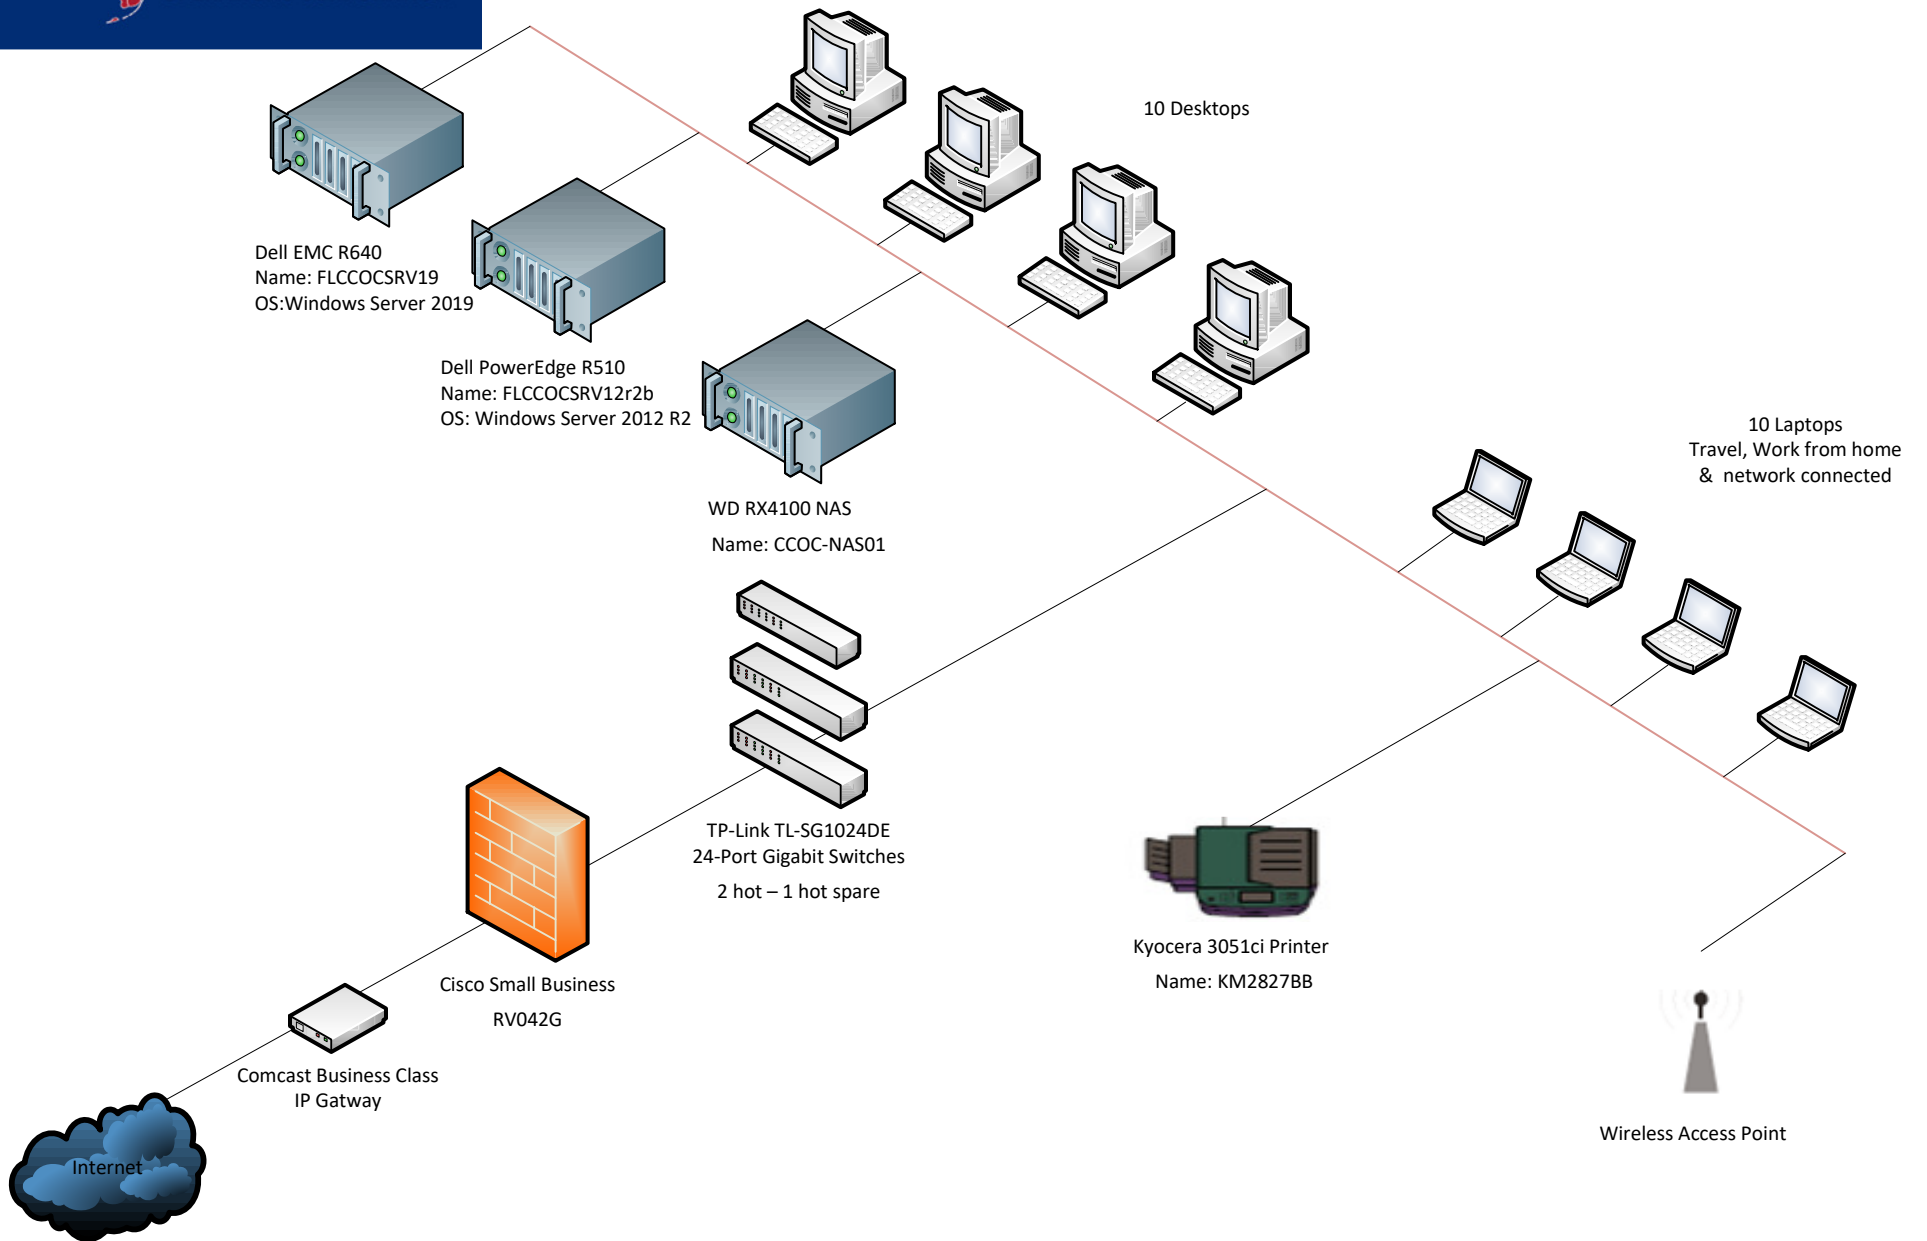 10 Desktops
Dell EMC R640
Name: FLCCOCSRV19
OS:Windows Server 2019
Dell PowerEdge R510
Name: FLCCOCSRV12r2b
OS: Windows Server 2012 R2
10 Laptops
Travel, Work from home
& network connected
WD RX4100 NAS
Name: CCOC-NAS01
TP-Link TL-SG1024DE
24-Port Gigabit Switches
2 hot – 1 hot spare
Kyocera 3051ci Printer
Name: KM2827BB
Cisco Small Business
RV042G
Comcast Business Class
IP Gatway
Wireless Access Point
Internet